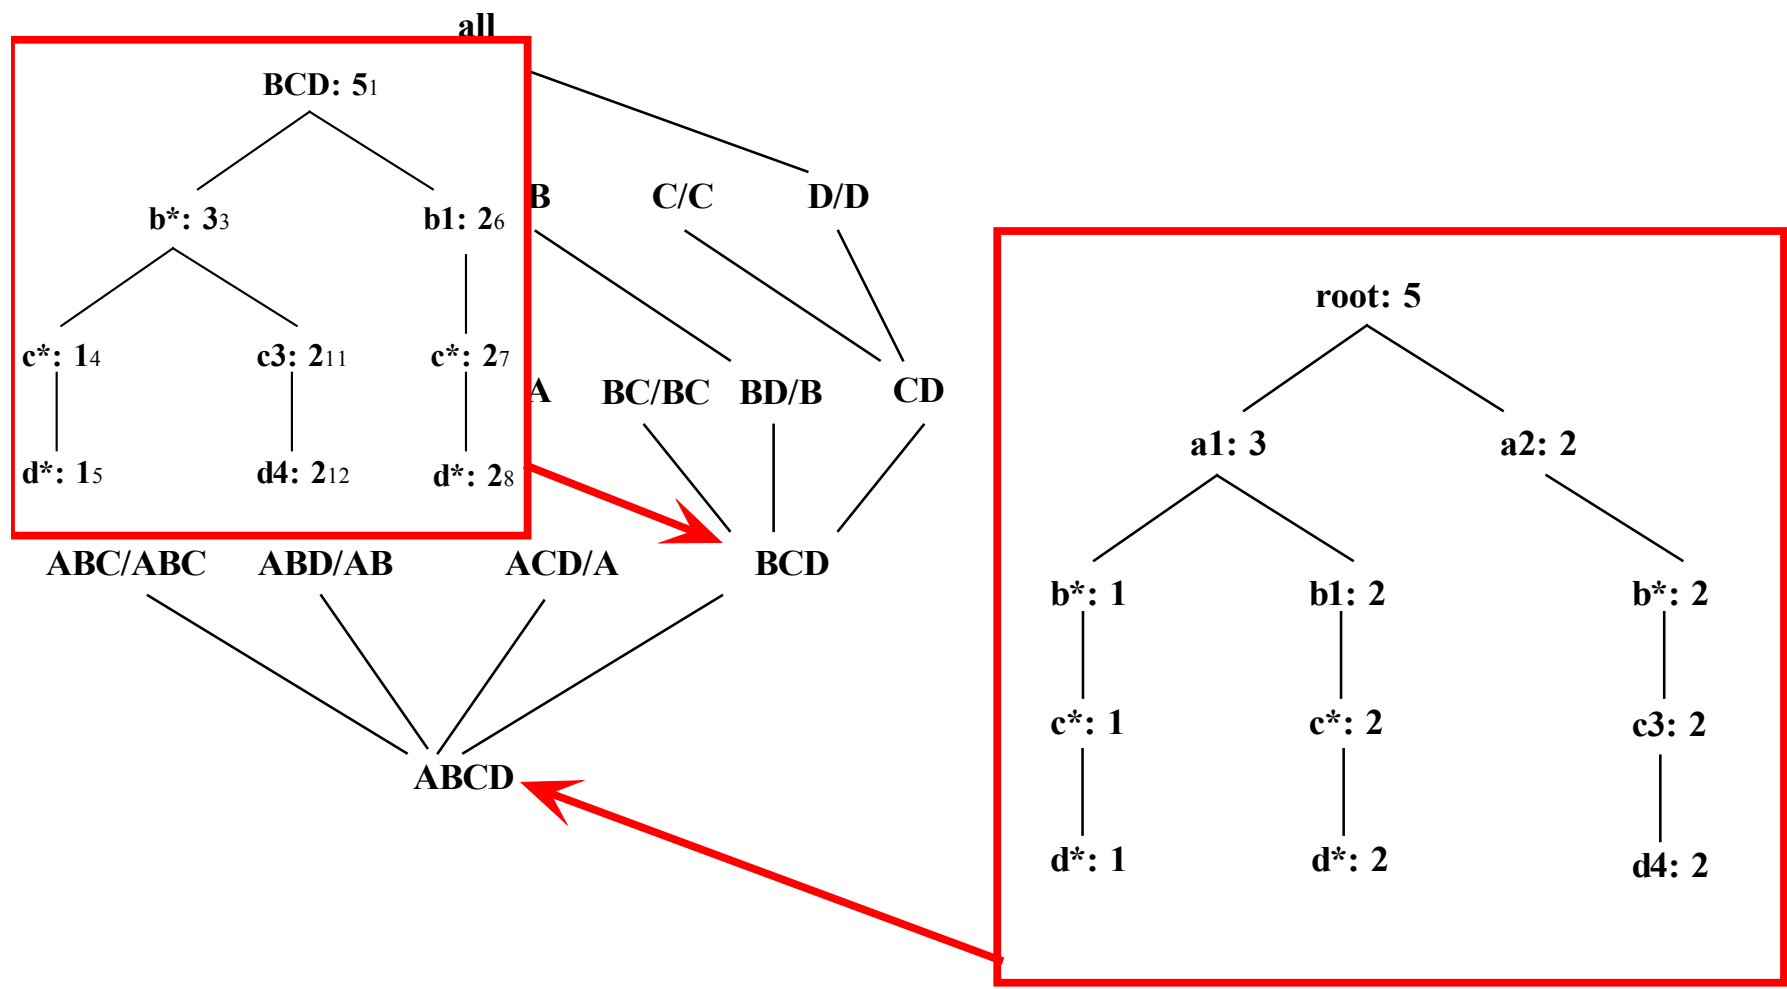 all
BCD: 51
b*: 33 b1: 26
c*: 14 c3: 211 c*: 27
d*: 15 d4: 212 d*: 28
B C/C D/D
A BC/BC BD/B CD
ABC/ABC ABD/AB ACD/A BCD
ABCD
root: 5
a1: 3 a2: 2
b*: 1 b1: 2 b*: 2
c*: 1 c*: 2 c3: 2
d*: 1 d*: 2 d4: 2